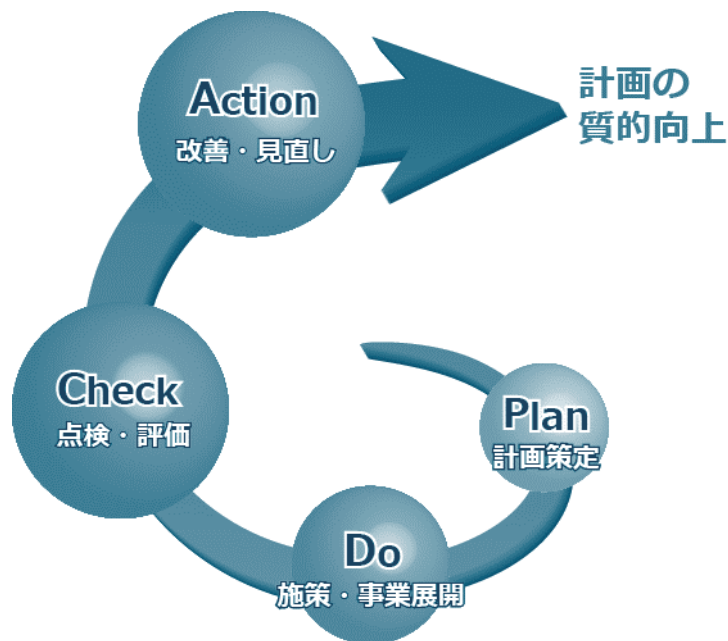 Action
改善・見直し
計画の
質的向上
Check
点検・評価
Plan
計画策定
Do
施策・事業展開